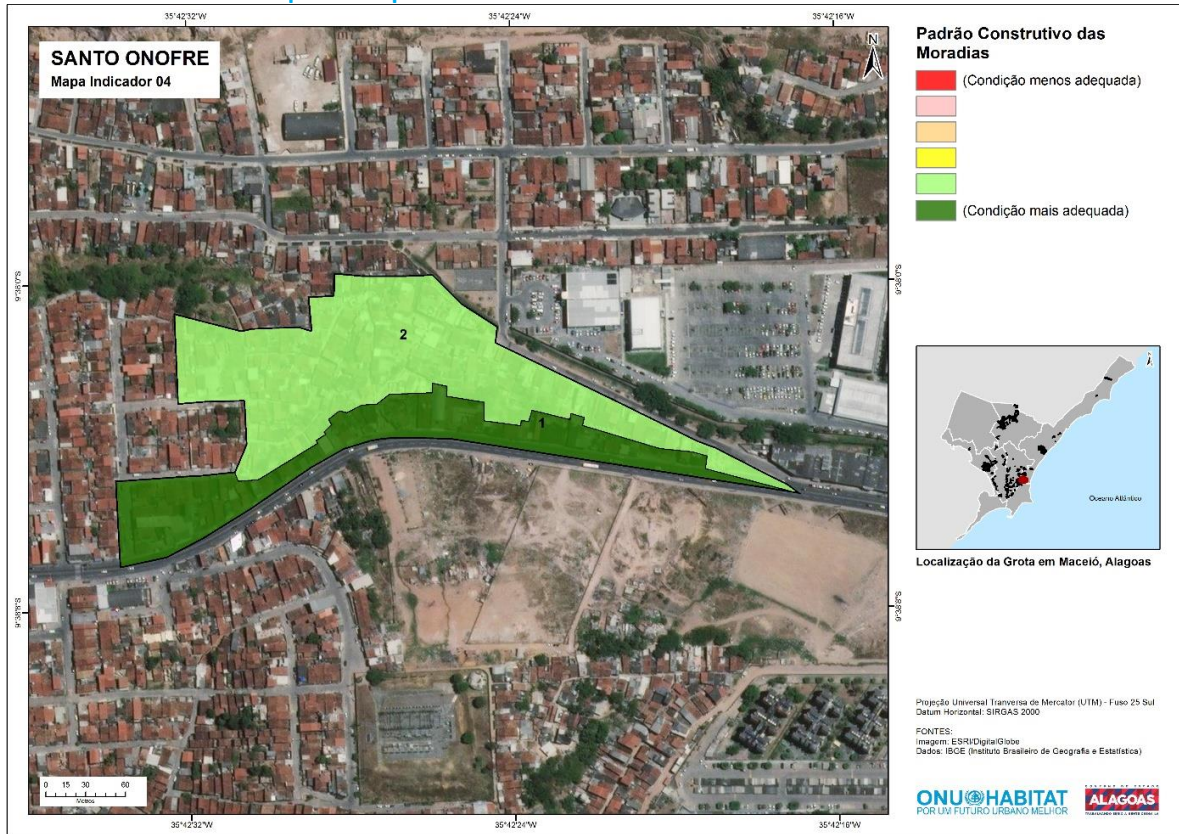 35°42'32"W
35°42'24"W
35°42'16"W
SANTO ONOFRE
Mapa Indicador 04
N
9°38'0"S
9°38'0"S
2
1
9°38'8"S
9°38'8"S
0 15 30 60
Metros
35°42'32"W
35°42'24"W
35°42'16"W
Padrão Construtivo das
Moradias
(Condição menos adequada)
(Condição mais adequada)
Oceano Atlântico
Localização da Grota em Maceió, Alagoas
Projeção Universal Tranversa de Mercator (UTM) - Fuso 25 Sul
Datum Horizontal: SIRGAS 2000
FONTES:
Imagem: ESRI/DigitalGlobe
Dados: IBGE (Instituto Brasileiro de Geografia e Estatística)
ONU HABITAT
POR UM FUTURO URBANO MELHOR
ALAGOAS